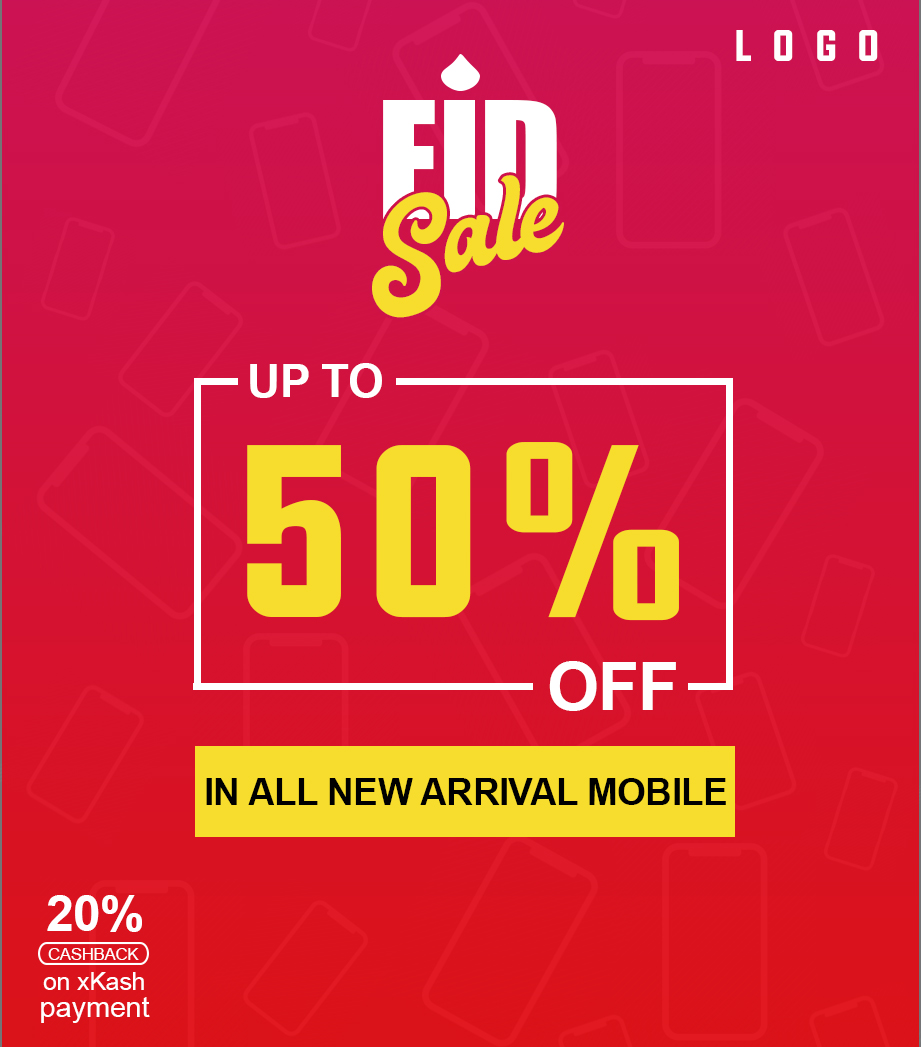 LOGO
EiD
Sale
UP TO
50%
OFF
IN ALL NEW ARRIVAL MOBILE
20%
CASHBACK
on xKash
payment